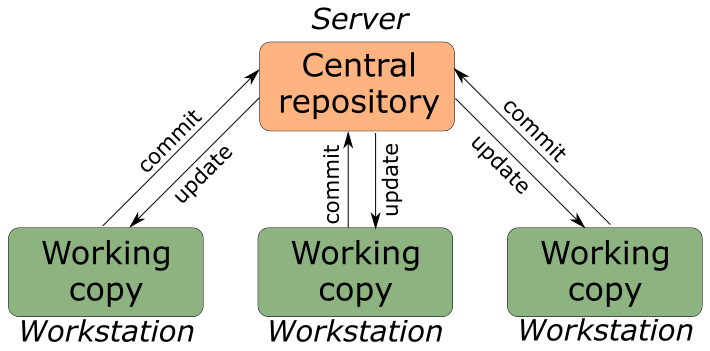 Server
Central
repository
commit
update
commit
update
commit
update
Working
copy
Workstation
Working
copy
Workstation
Working
copy
Workstation